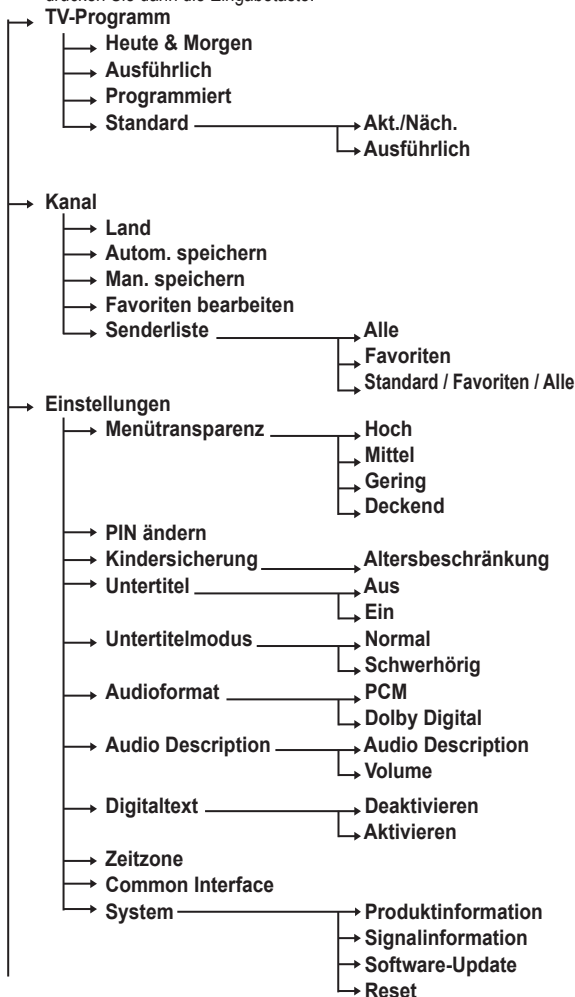 TV-Programm
Heute & Morgen
Ausführlich
Programmiert
Standard Akt./Näch.
Ausführlich
Kanal
Land
Autom. speichern
Man. speichern
Favoriten bearbeiten
Senderliste Alle
Favoriten
Standard / Favoriten / Alle
Einstellungen
Menütransparenz Hoch
Mittel
Gering
Deckend
PIN ändern
Kindersicherung Altersbeschränkung
Untertitel Aus
Ein
Untertitelmodus Normal
Schwerhörig
Audioformat PCM
Dolby Digital
Audio Description Audio Description
Volume
Digitaltext Deaktivieren
Aktivieren
Zeitzone
Common Interface
System Produktinformation
Signalinformation
Software-Update
Reset